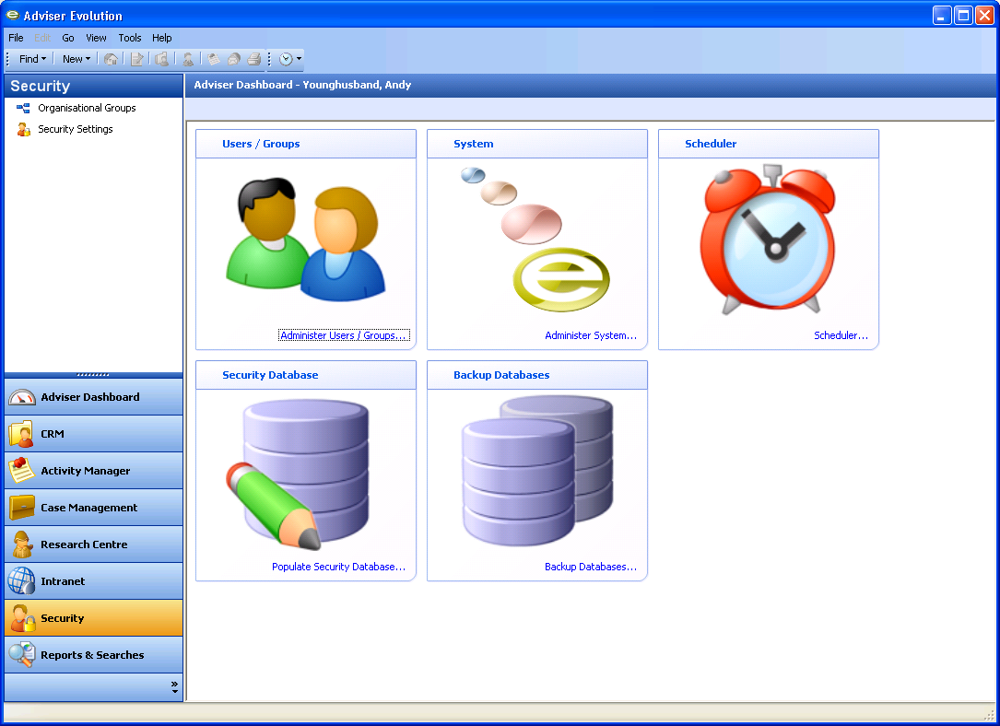 Adviser Evolution
File Edit Go View Tools Help
Find New
Security
Organisational Groups
Security Settings
Adviser Dashboard - Younghusband, Andy
Users / Groups
Administer Users / Groups...
System
Administer System...
Scheduler
Scheduler...
Security Database
Populate Security Database...
Backup Databases
Backup Databases...
Adviser Dashboard
CRM
Activity Manager
Case Management
Research Centre
Intranet
Security
Reports & Searches